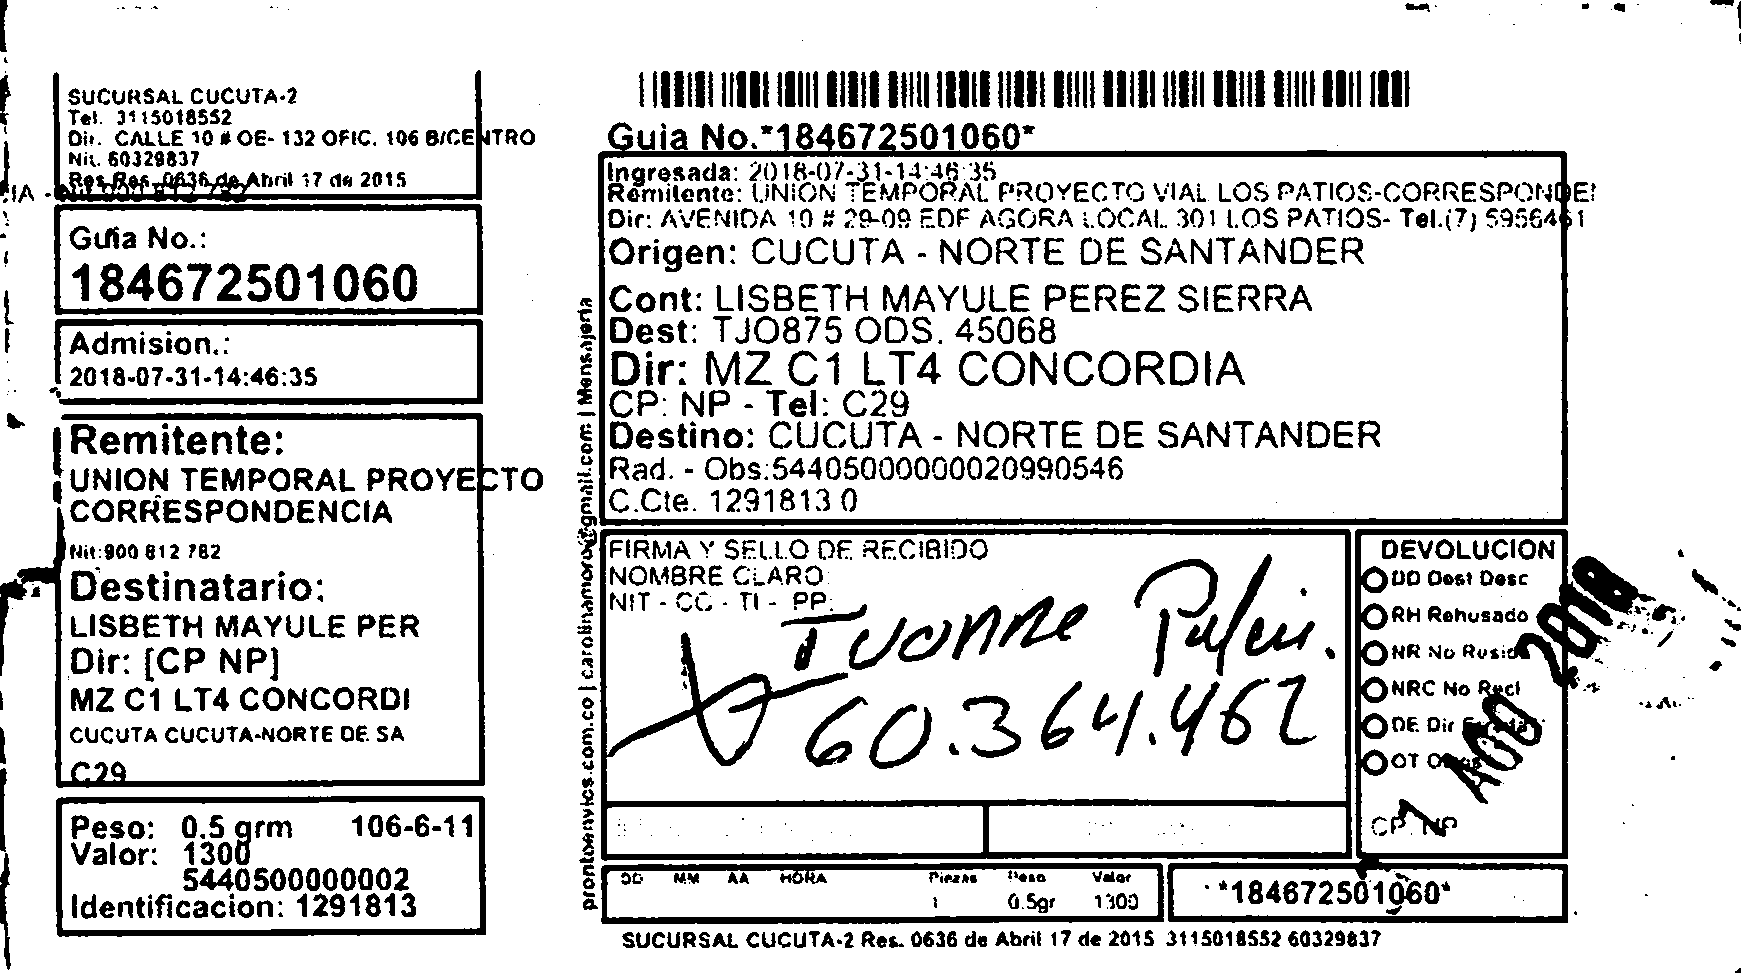 SUCURSAL CUCUTA-2
Tel. 3115018552
Dir. CALLE 10 # OE- 132 OFIC. 106 B/CENTRO
Nit. 60329837
Res.Res. 0636 de Abril 17 de 2015
Guia No.:
184672501060
Admision.:
2018-07-31-14:46:35
Remitente:
UNION TEMPORAL PROYECTO
CORRESPONDENCIA
Nit:900 812 782
Destinatario:
LISBETH MAYULE PER
Dir: [CP NP]
MZ C1 LT4 CONCORDI
CUCUTA CUCUTA-NORTE DE SA
C29
Peso: 0.5 grm 106-6-11
Valor: 1300
5440500000002
Identificacion: 1291813
prontoenvios.com.co | carolinamoro@gmail.com | Mensajeria
Guia No.*184672501060*
Ingresada: 2018-07-31-14:46:35
Remitente: UNION TEMPORAL PROYECTO VIAL LOS PATIOS-CORRESPONDE
Dir: AVENIDA 10 # 29-09 EDF AGORA LOCAL 301 LOS PATIOS- Tel.(7) 5956461
Origen: CUCUTA - NORTE DE SANTANDER
Cont: LISBETH MAYULE PEREZ SIERRA
Dest: TJO875 ODS. 45068
Dir: MZ C1 LT4 CONCORDIA
CP: NP - Tel: C29
Destino: CUCUTA - NORTE DE SANTANDER
Rad. - Obs:54405000000020990546
C.Cte. 1291813 0
FIRMA Y SELLO DE RECIBIDO
NOMBRE CLARO:
NIT - CC - TI - PP:
Ivonne
60.364.462
DEVOLUCION
DD Dest Desc
RH Rehusado
NR No Resid
NRC No Recl
DE Dir
OT
CP: NP
AGO 2018
DD MM AA HORA Piezas Peso Valor
1 0.5gr 1300
*184672501060*
SUCURSAL CUCUTA-2 Res. 0636 de Abril 17 de 2015 3115018552 60329837